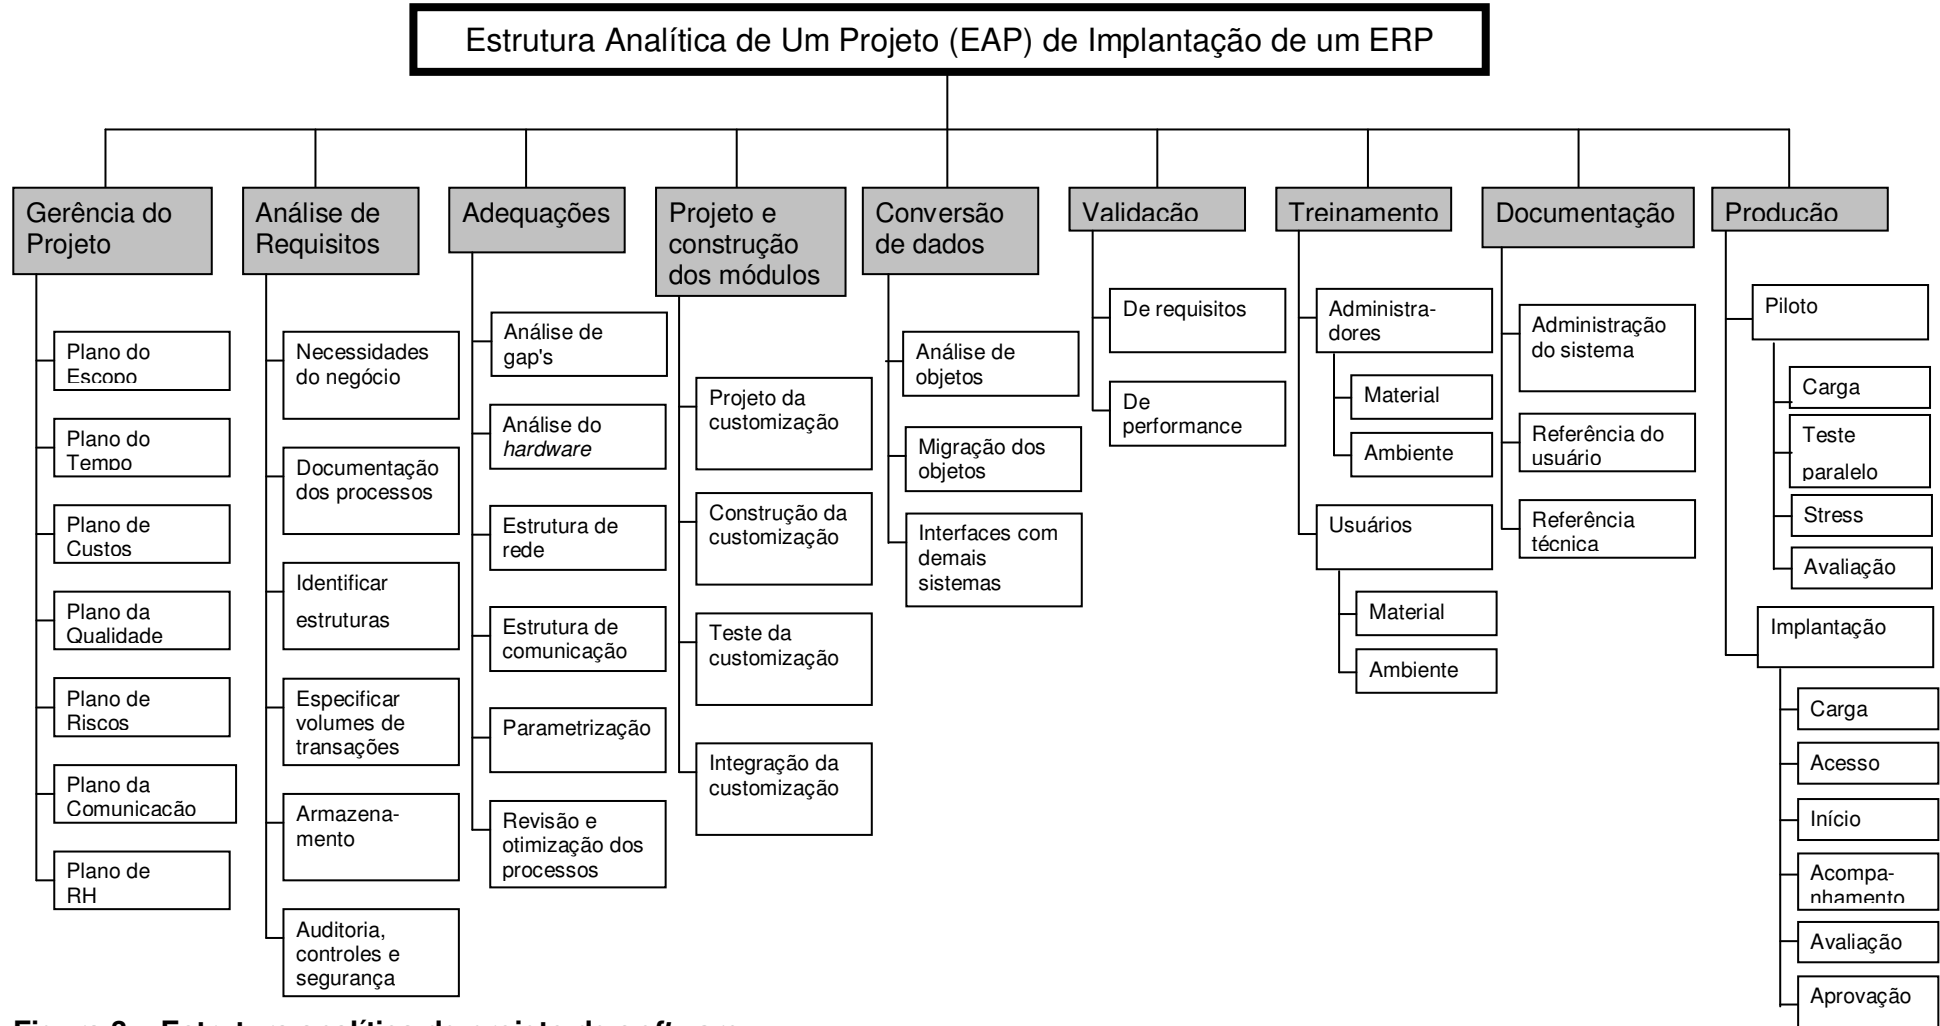 Estrutura Analítica de Um Projeto (EAP) de Implantação de um ERP
Gerência do
Projeto
Plano do
Escopo
Plano do
Tempo
Plano de
Custos
Plano da
Qualidade
Plano de
Riscos
Plano da
Comunicação
Plano de
RH
Análise de
Requisitos
Necessidades
do negócio
Documentação
dos processos
Identificar
estruturas
Especificar
volumes de
transações
Armazena-
mento
Auditoria,
controles e
segurança
Adequações
Análise de
gap's
Análise do
hardware
Estrutura de
rede
Estrutura de
comunicação
Parametrização
Revisão e
otimização dos
processos
Projeto e
construção
dos módulos
Projeto da
customização
Construção da
customização
Teste da
customização
Integração da
customização
Conversão
de dados
Análise de
objetos
Migração dos
objetos
Interfaces com
demais
sistemas
Validação
De requisitos
De
performance
Treinamento
Administra-
dores
Material
Ambiente
Usuários
Material
Ambiente
Documentação
Administração
do sistema
Referência do
usuário
Referência
técnica
Produção
Piloto
Carga
Teste
paralelo
Stress
Avaliação
Implantação
Carga
Acesso
Início
Acompa-
nhamento
Avaliação
Aprovação